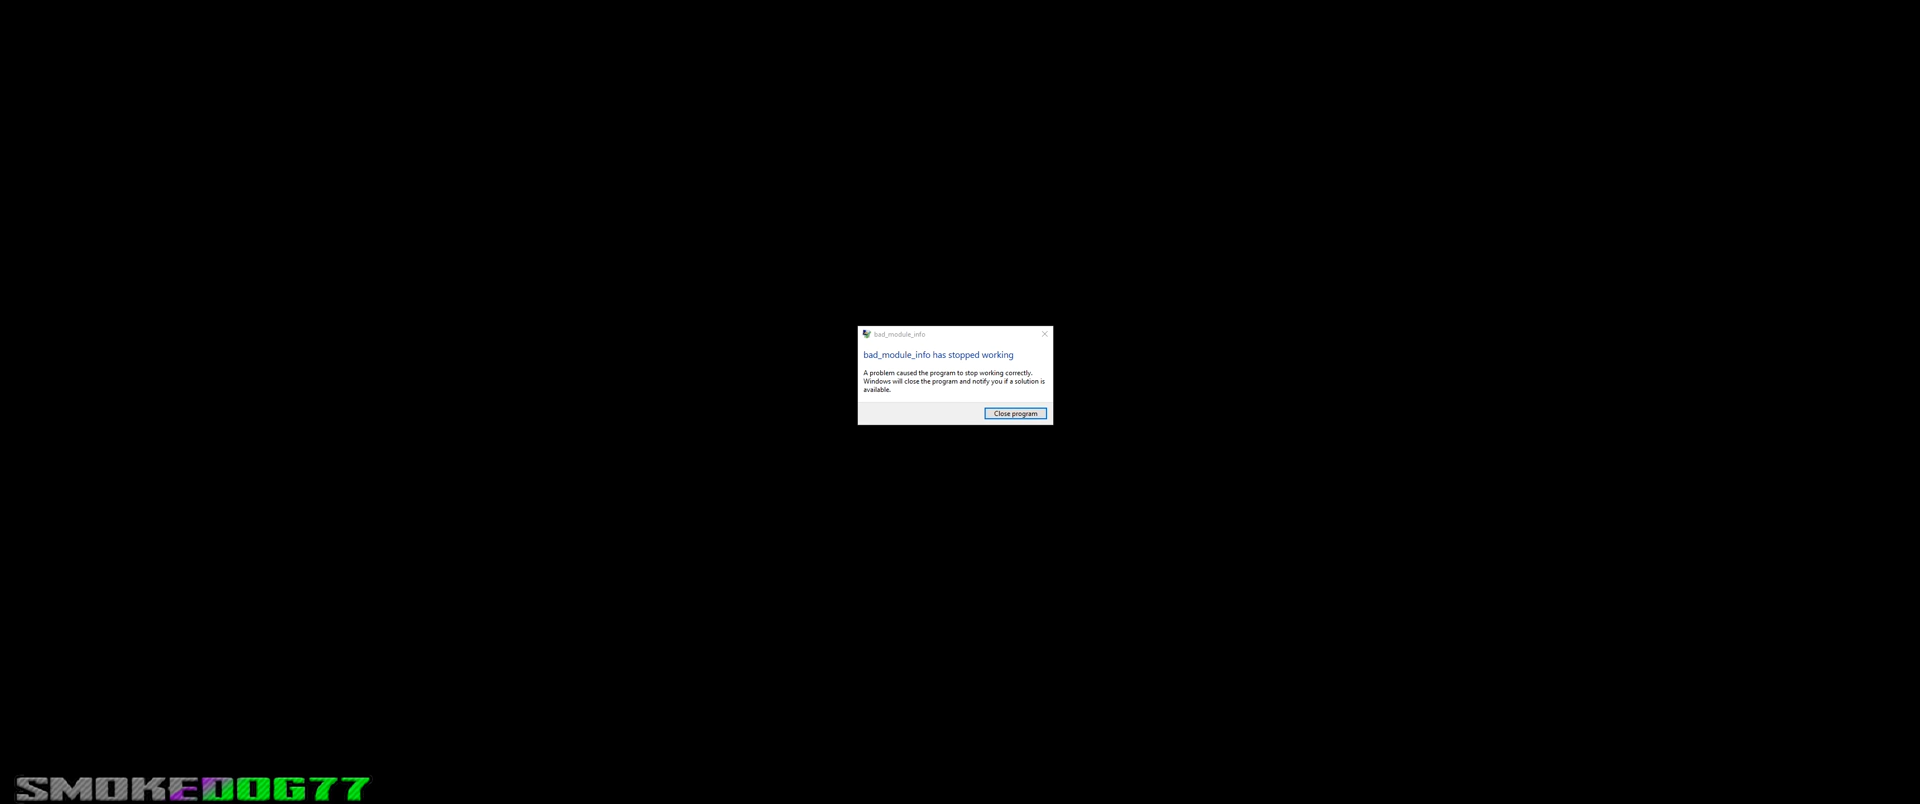 bad_module_info
bad_module_info has stopped working
A problem caused the program to stop working correctly.
Windows will close the program and notify you if a solution is
available.
Close program
SMOKEDOG77